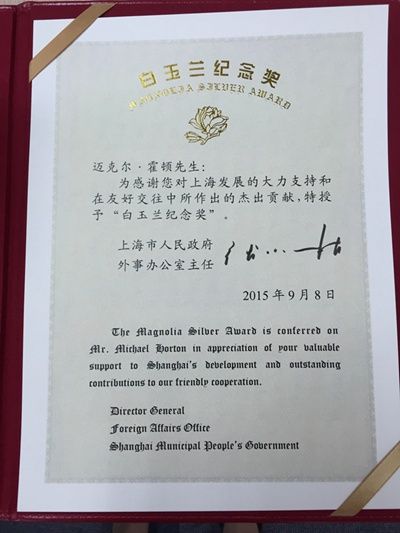 白玉兰纪念奖
MAGNOLIA SILVER AWARD
迈克尔·霍顿先生：
为感谢您对上海发展的大力支持和
在友好交往中所作出的杰出贡献，特授
予“白玉兰纪念奖”。
上海市人民政府
外事办公室主任
2015年9月8日
The Magnolia Silver Award is conferred on
Mr. Michael Horton in appreciation of your valuable
support to Shanghai's development and outstanding
contributions to our friendly cooperation.
Director General
Foreign Affairs Office
Shanghai Municipal People's Government